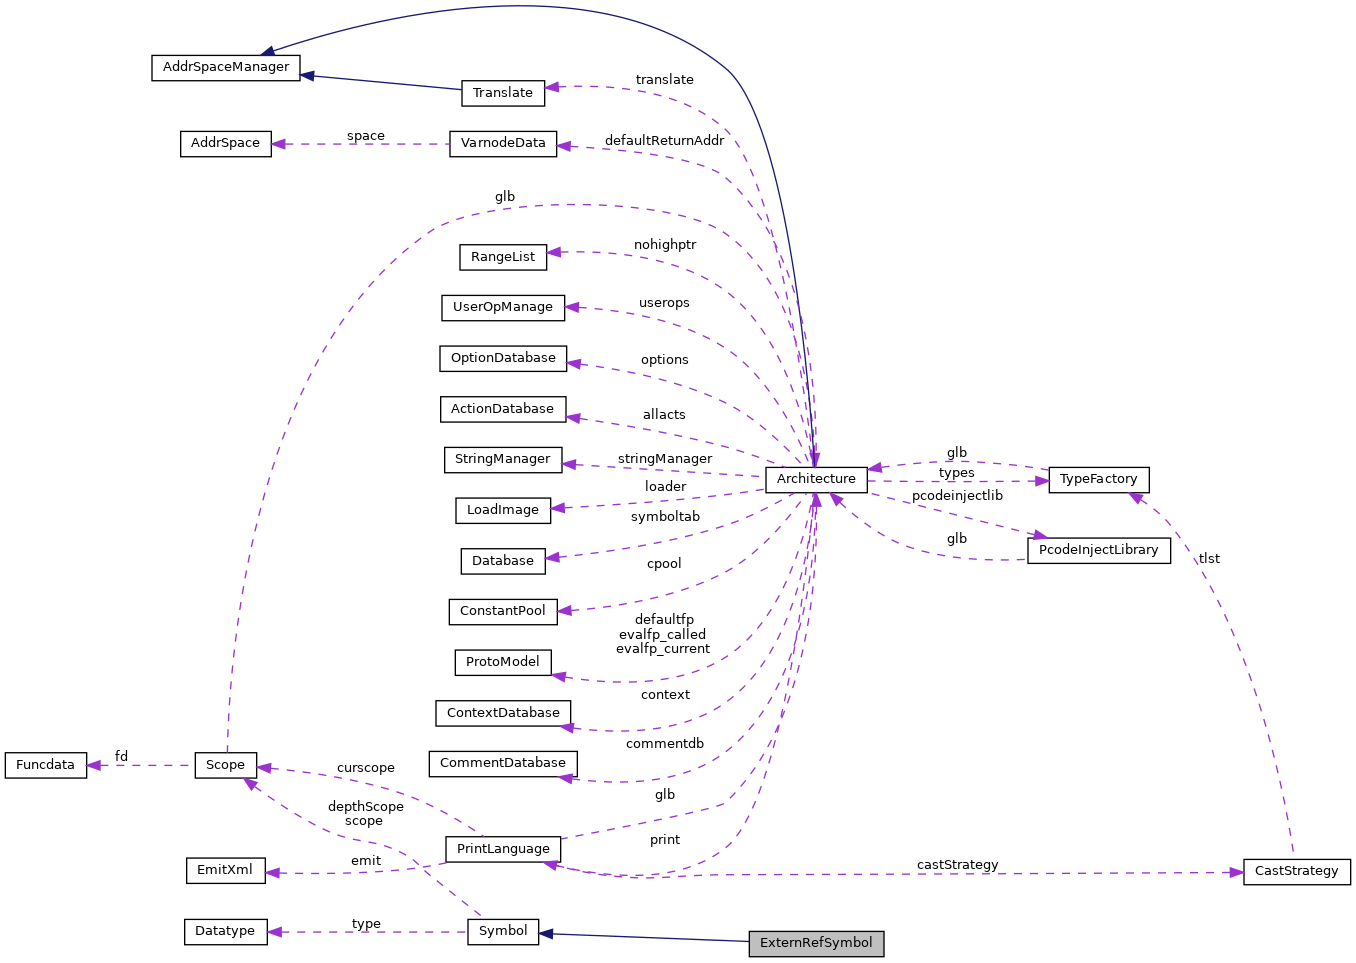 AddrSpaceManager
translate
Translate
AddrSpace
space
VarnodeData
defaultReturnAddr
glb
nohighptr
RangeList
userops
UserOpManage
options
OptionDatabase
allacts
ActionDatabase
stringManager
StringManager
glb
types
Architecture
TypeFactory
loader
LoadImage
pcodeinjectlib
symboltab
glb
PcodeInjectLibrary
Database
cpool
tlst
ConstantPool
defaultfp
evalfp_called
evalfp_current
ProtoModel
context
ContextDatabase
commentdb
CommentDatabase
fd
Funcdata
Scope
curscope
glb
depthScope
scope
print
PrintLanguage
emit
EmitXml
castStrategy
CastStrategy
type
Datatype
Symbol
ExternRefSymbol